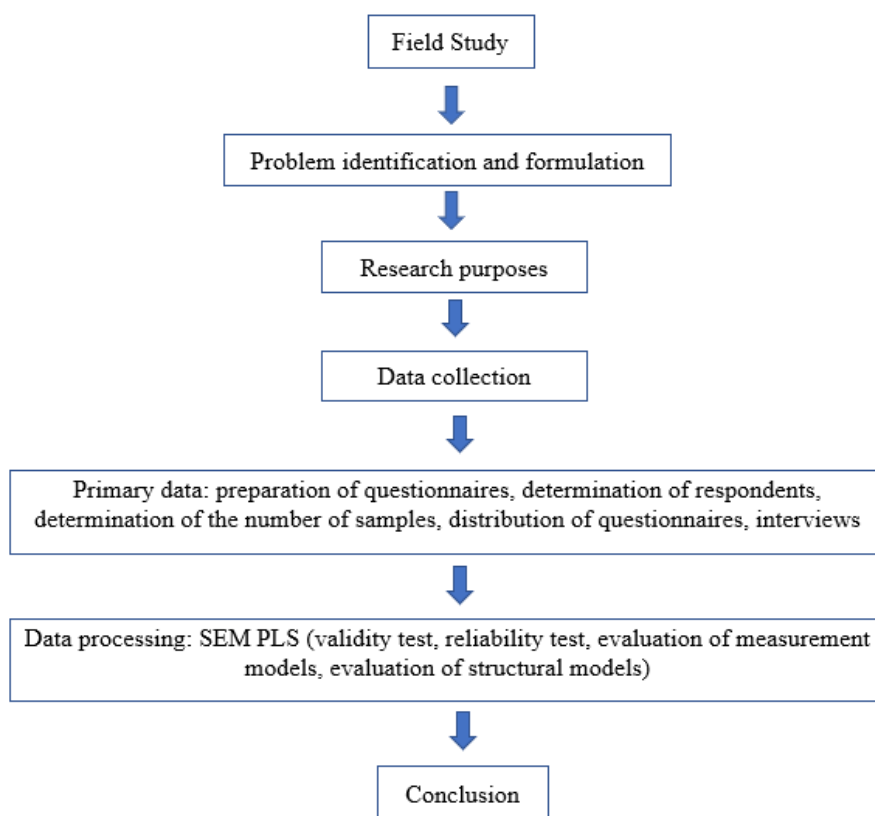 Field Study
Problem identification and formulation
Research purposes
Data collection
Primary data: preparation of questionnaires, determination of respondents,
determination of the number of samples, distribution of questionnaires, interviews
Data processing: SEM PLS (validity test, reliability test, evaluation of measurement
models, evaluation of structural models)
Conclusion